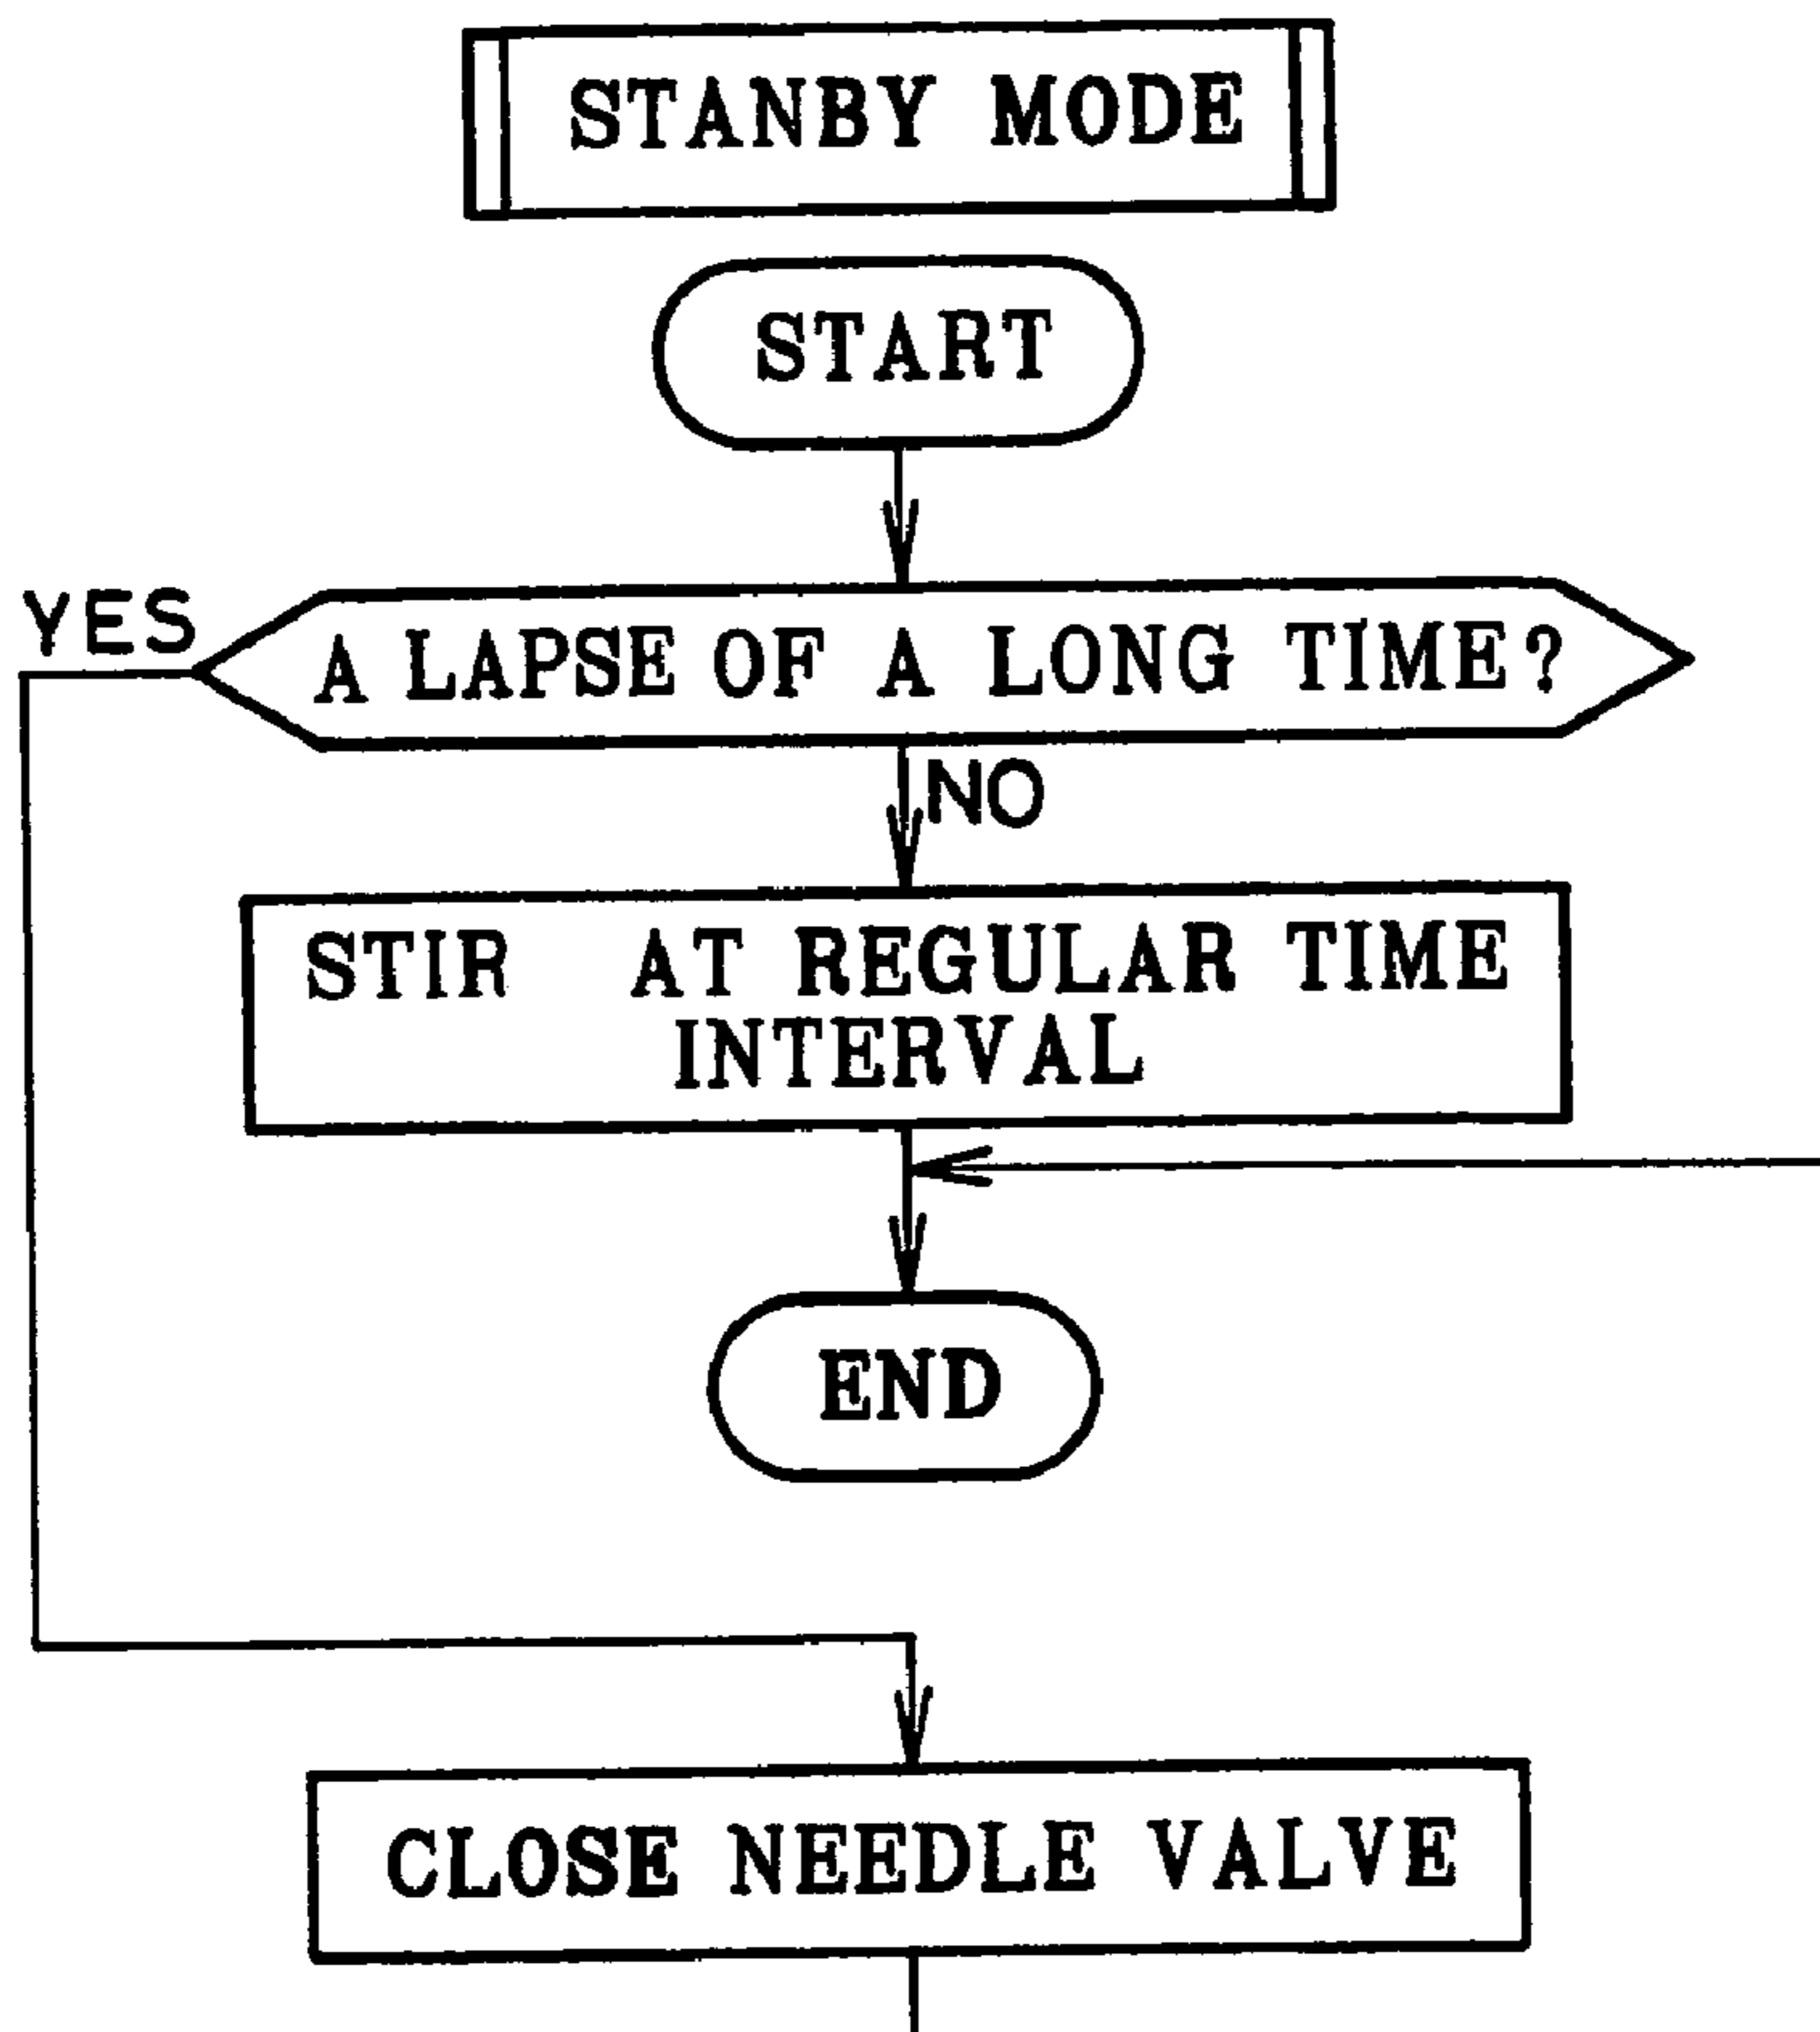 STANBY MODE
START
YES
A LAPSE OF A LONG TIME?
NO
STIR AT REGULAR TIME
INTERVAL
END
CLOSE NEEDLE VALVE